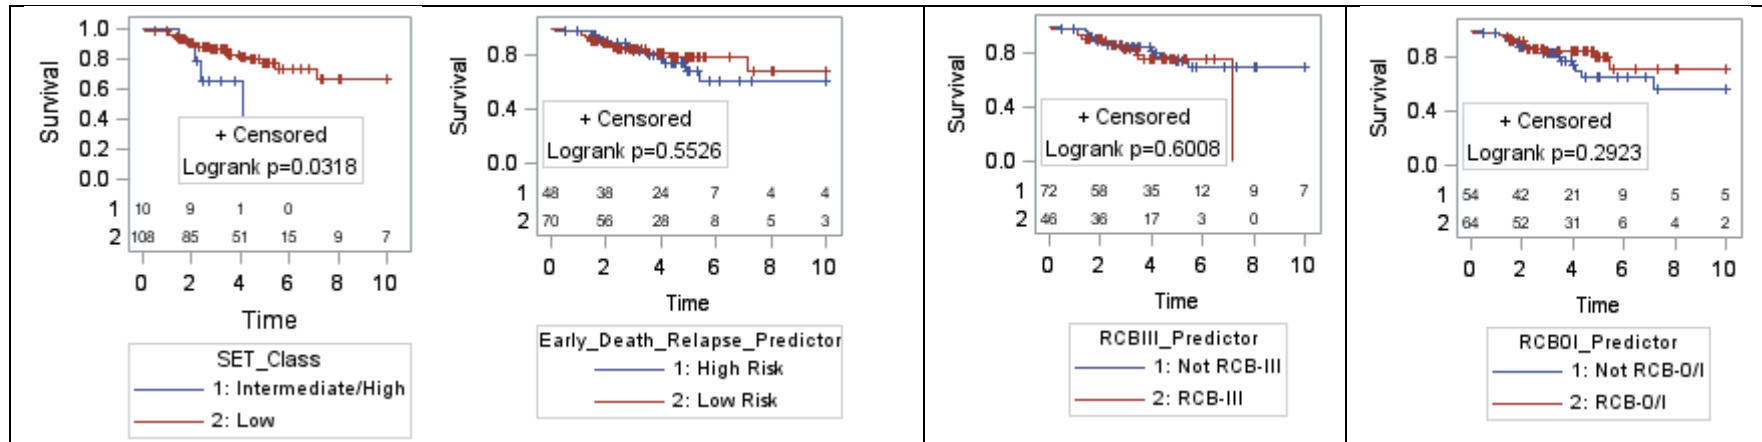 1.0
0.8
0.6
0.4
0.2
0.0
Survival
+ Censored
Logrank p=0.0318
1 10 9 1 0
2 108 85 51 15 9 7
0 2 4 6 8 10
Time
SET_Class
1: Intermediate/High
2: Low
0.8
0.4
0.0
Survival
+ Censored
Logrank p=0.5526
1 48 38 24 7 4 4
2 70 56 28 8 5 3
0 2 4 6 8 10
Time
Early_Death_Relapse_Predictor
1: High Risk
2: Low Risk
0.8
0.4
0.0
Survival
+ Censored
Logrank p=0.6008
1 72 58 35 12 9 7
2 46 36 17 3 0
0 2 4 6 8 10
Time
RCBIII_Predictor
1: Not RCB-III
2: RCB-III
0.8
0.4
0.0
Survival
+ Censored
Logrank p=0.2923
1 54 42 21 9 5 5
2 64 52 31 6 4 2
0 2 4 6 8 10
Time
RCB0I_Predictor
1: Not RCB-0/I
2: RCB-0/I